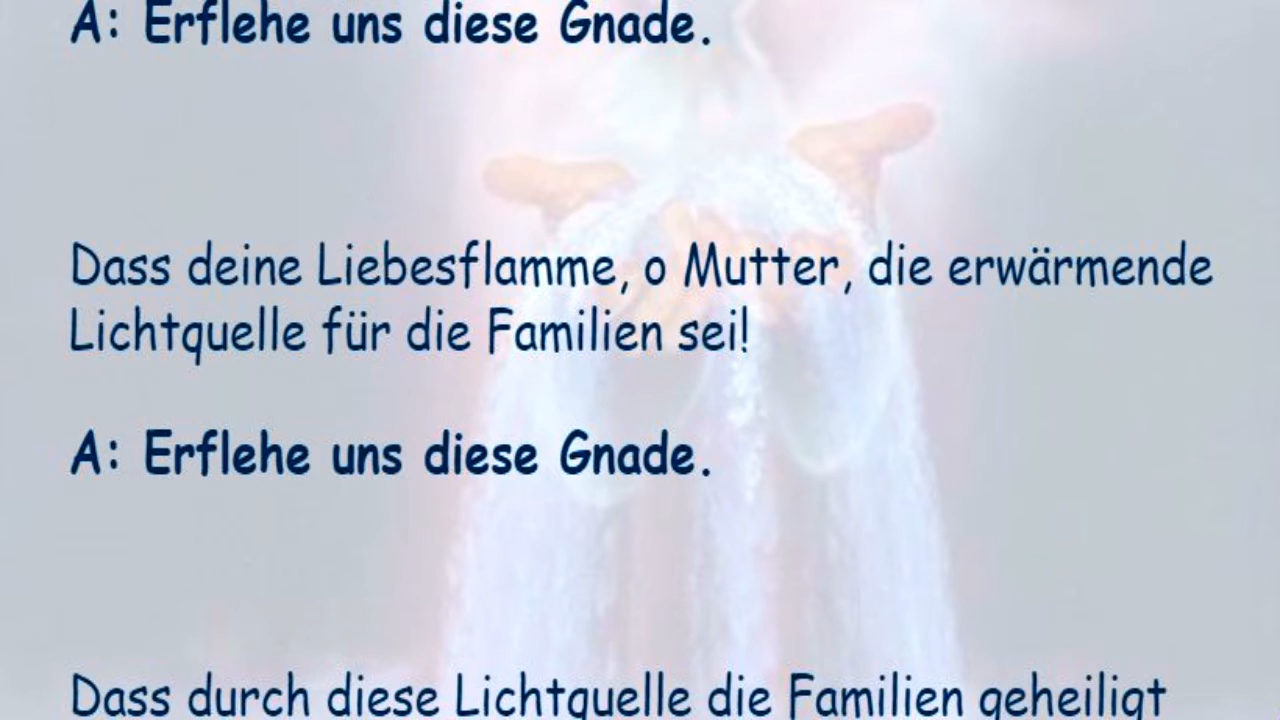 A: Erflehe uns diese Gnade.
Dass deine Liebesflamme, o Mutter, die erwärmende
Lichtquelle für die Familien sei!
A: Erflehe uns diese Gnade.
Dass durch diese Lichtquelle die Familien geheiligt